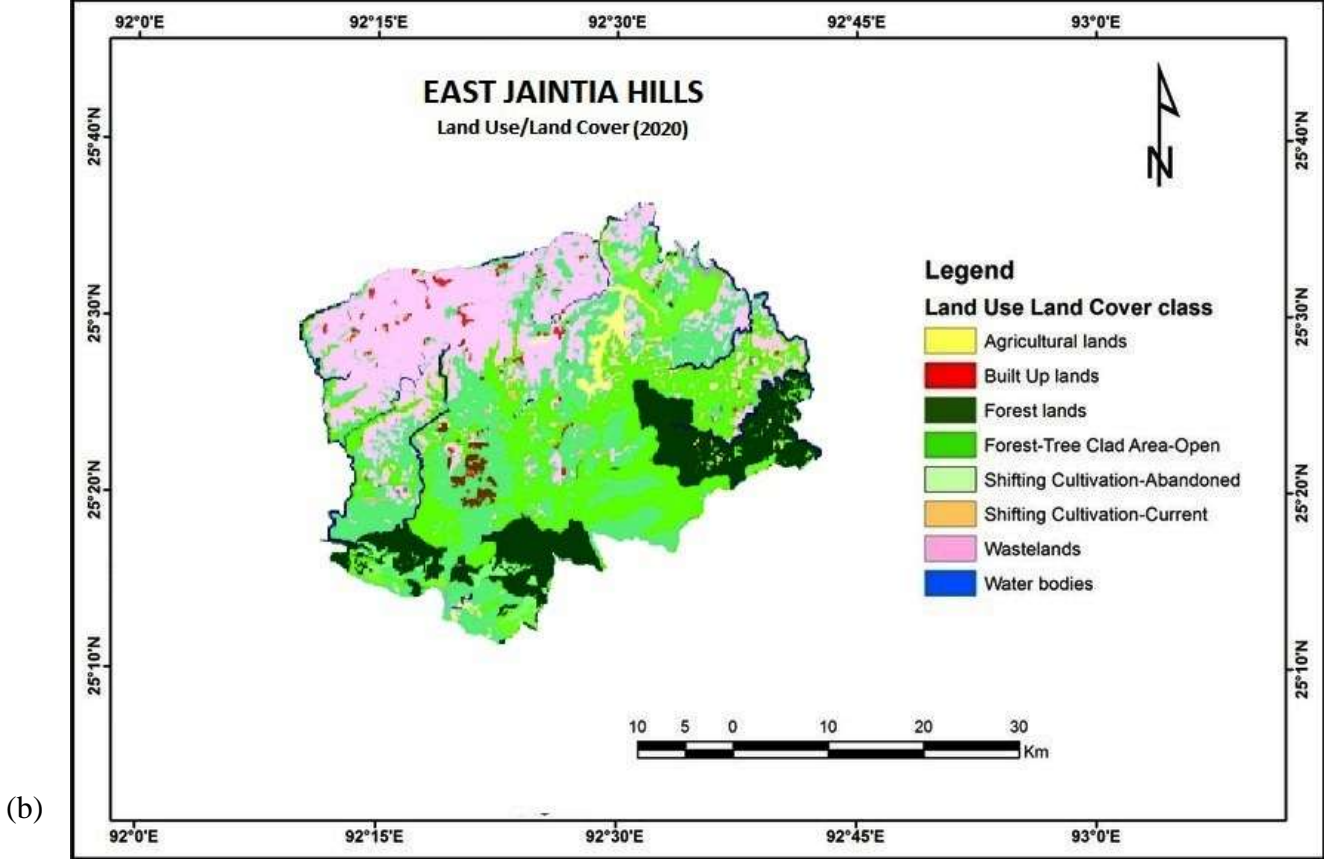 92°0'E 92°15'E 92°30'E 92°45'E 93°0'E
EAST JAINTIA HILLS
Land Use/Land Cover (2020)
N
25°40'N 25°40'N
25°30'N 25°30'N
25°20'N 25°20'N
25°10'N 25°10'N
Legend
Land Use Land Cover class
Agricultural lands
Built Up lands
Forest lands
Forest-Tree Clad Area-Open
Shifting Cultivation-Abandoned
Shifting Cultivation-Current
Wastelands
Water bodies
10 5 0 10 20 30
Km
(b)
92°0'E 92°15'E 92°30'E 92°45'E 93°0'E